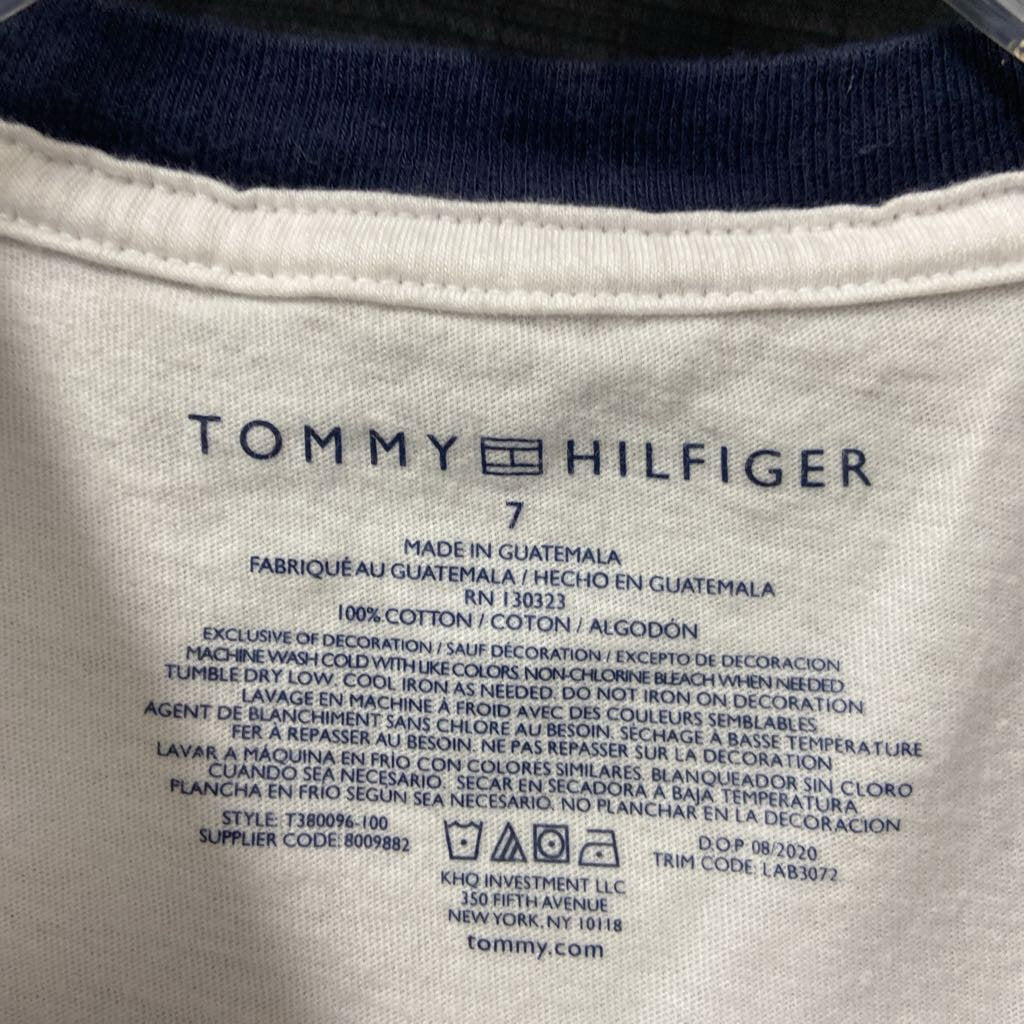 TOMMY HILFIGER
7
MADE IN GUATEMALA
FABRIQUÉ AU GUATEMALA / HECHO EN GUATEMALA
RN 130323
100% COTTON / COTON / ALGODÓN
EXCLUSIVE OF DECORATION / SAUF DÉCORATION / EXCEPTO DE DECORACION
MACHINE WASH COLD WITH LIKE COLORS. NON-CHLORINE BLEACH WHEN NEEDED.
TUMBLE DRY LOW. COOL IRON AS NEEDED. DO NOT IRON ON DECORATION
LAVAGE EN MACHINE À FROID AVEC DES COULEURS SEMBLABLES
AGENT DE BLANCHIMENT SANS CHLORE AU BESOIN. SÉCHAGE À BASSE TEMPÉRATURE
FER À REPASSER AU BESOIN. NE PAS REPASSER SUR LA DÉCORATION
LAVAR A MÁQUINA EN FRÍO CON COLORES SIMILARES. BLANQUEADOR SIN CLORO
CUANDO SEA NECESARIO. SECAR EN SECADORA A BAJA TEMPERATURA
PLANCHA EN FRÍO SEGÚN SEA NECESARIO. NO PLANCHAR EN LA DECORACIÓN
STYLE: T380096-100
SUPPLIER CODE: 8009882
D.O.P 08/2020
TRIM CODE: LAB3072
KHQ INVESTMENT LLC
350 FIFTH AVENUE
NEW YORK, NY 10118
tommy.com